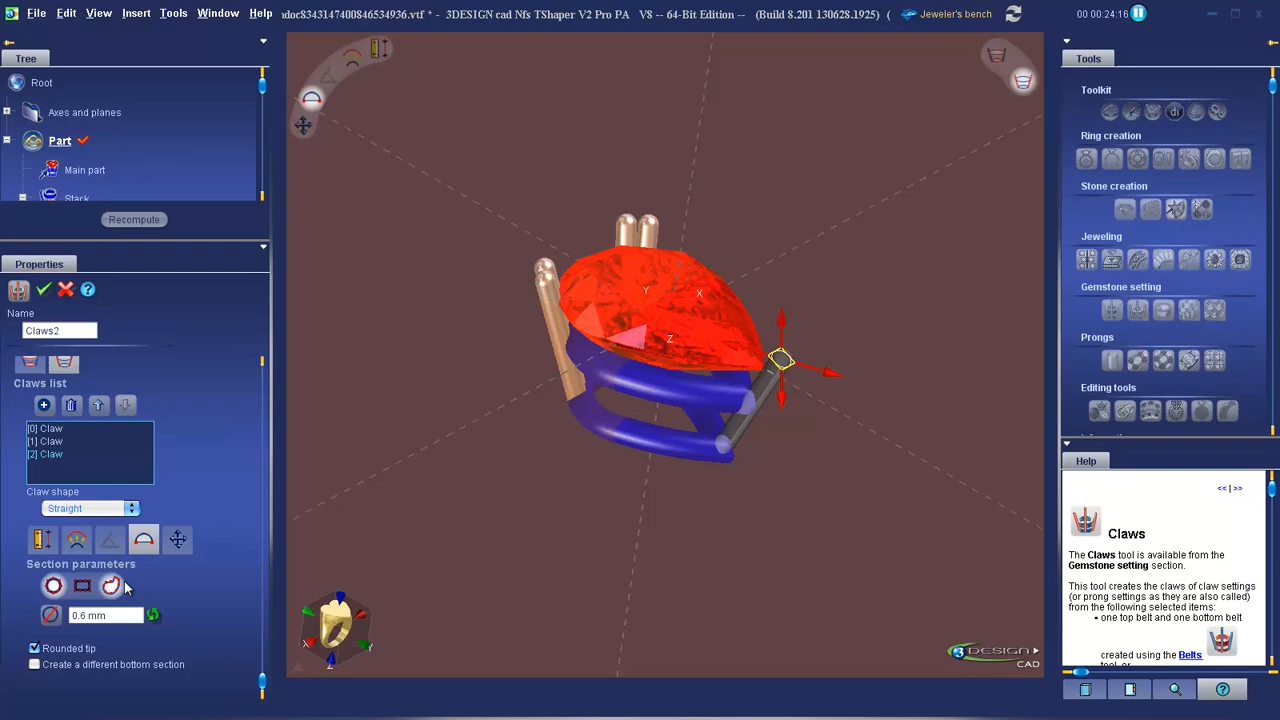 File Edit View Insert Tools Window Help
ndoc8343147400846534936.vtf * - 3DESIGN cad Nfs TShaper V2 Pro PA V8 -- 64-Bit Edition -- (Build 8.201 130628.1925) (
Jeweler's bench
00:00:24:16
Tree
Root
Axes and planes
Part
Main part
Stack
Recompute
Properties
Name
Claws2
Claws list
[0] Claw
[1] Claw
[2] Claw
Claw shape
Straight
Section parameters
0.6 mm
Rounded tip
Create a different bottom section
Y
X
Z
X
Y
Z
3DESIGN
CAD
Tools
Toolkit
di
Ring creation
Stone creation
Jeweling
Gemstone setting
Prongs
Editing tools
Help
<< | >>
Claws
The Claws tool is available from the
Gemstone setting section.
This tool creates the claws of claw settings
(or prong settings as they are also called)
from the following selected items:
• one top belt and one bottom belt
created using the Belts
tool, or